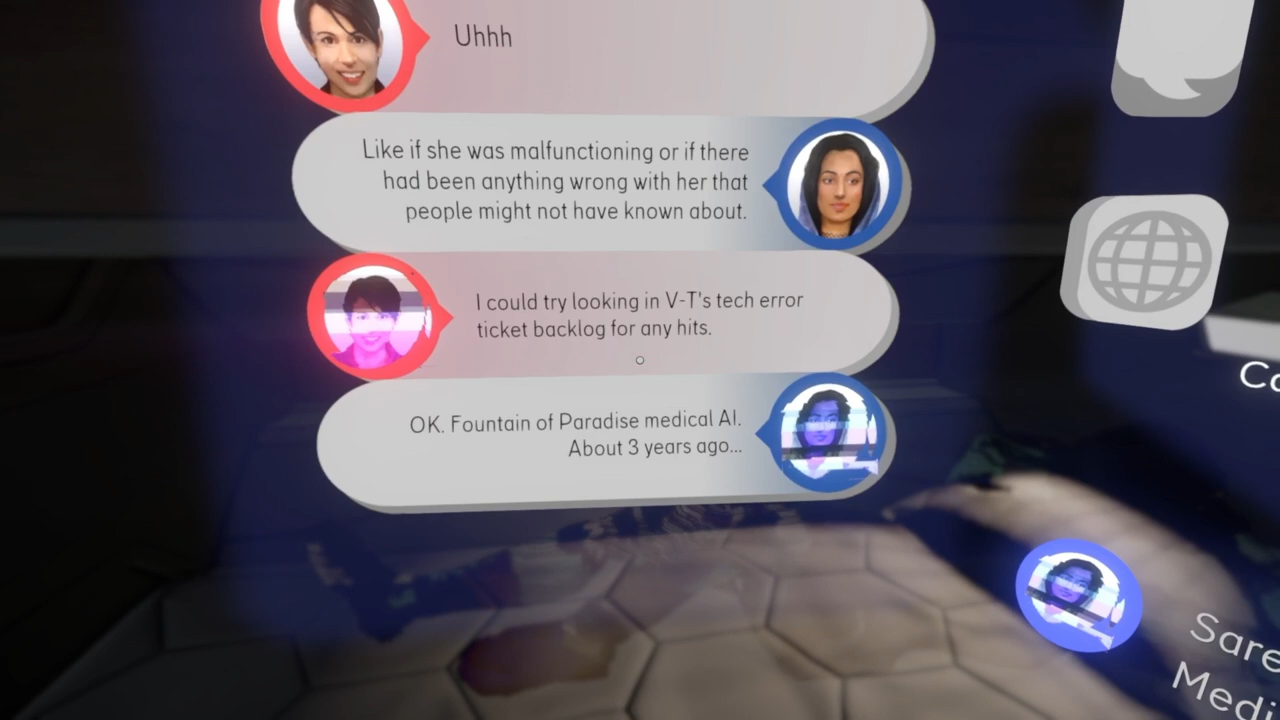 Uhhh
Like if she was malfunctioning or if there
had been anything wrong with her that
people might not have known about.
I could try looking in V-T's tech error
ticket backlog for any hits.
OK. Fountain of Paradise medical AI.
About 3 years ago...